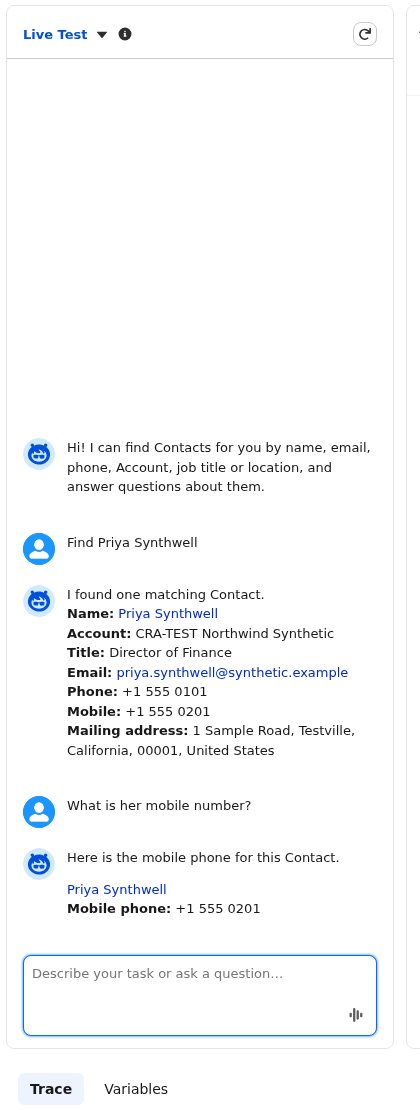 Live Test
Hi! I can find Contacts for you by name, email,
phone, Account, job title or location, and
answer questions about them.
Find Priya Synthwell
I found one matching Contact.
Name: Priya Synthwell
Account: CRA-TEST Northwind Synthetic
Title: Director of Finance
Email: priya.synthwell@synthetic.example
Phone: +1 555 0101
Mobile: +1 555 0201
Mailing address: 1 Sample Road, Testville,
California, 00001, United States
What is her mobile number?
Here is the mobile phone for this Contact.
Priya Synthwell
Mobile phone: +1 555 0201
Describe your task or ask a question...
Trace Variables